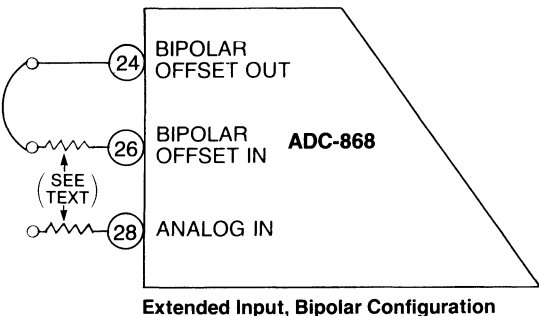 24
BIPOLAR
OFFSET OUT
26
BIPOLAR
OFFSET IN
ADC-868
(SEE
TEXT)
28
ANALOG IN
Extended Input, Bipolar Configuration